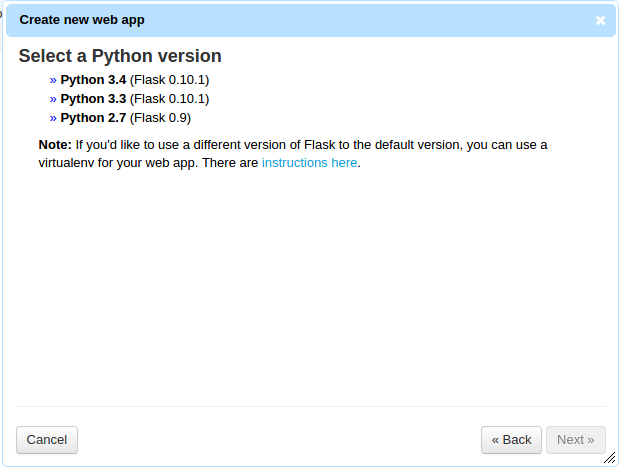 Create new web app
Select a Python version
» Python 3.4 (Flask 0.10.1)
» Python 3.3 (Flask 0.10.1)
» Python 2.7 (Flask 0.9)
Note: If you'd like to use a different version of Flask to the default version, you can use a
virtualenv for your web app. There are instructions here.
Cancel
« Back
Next »